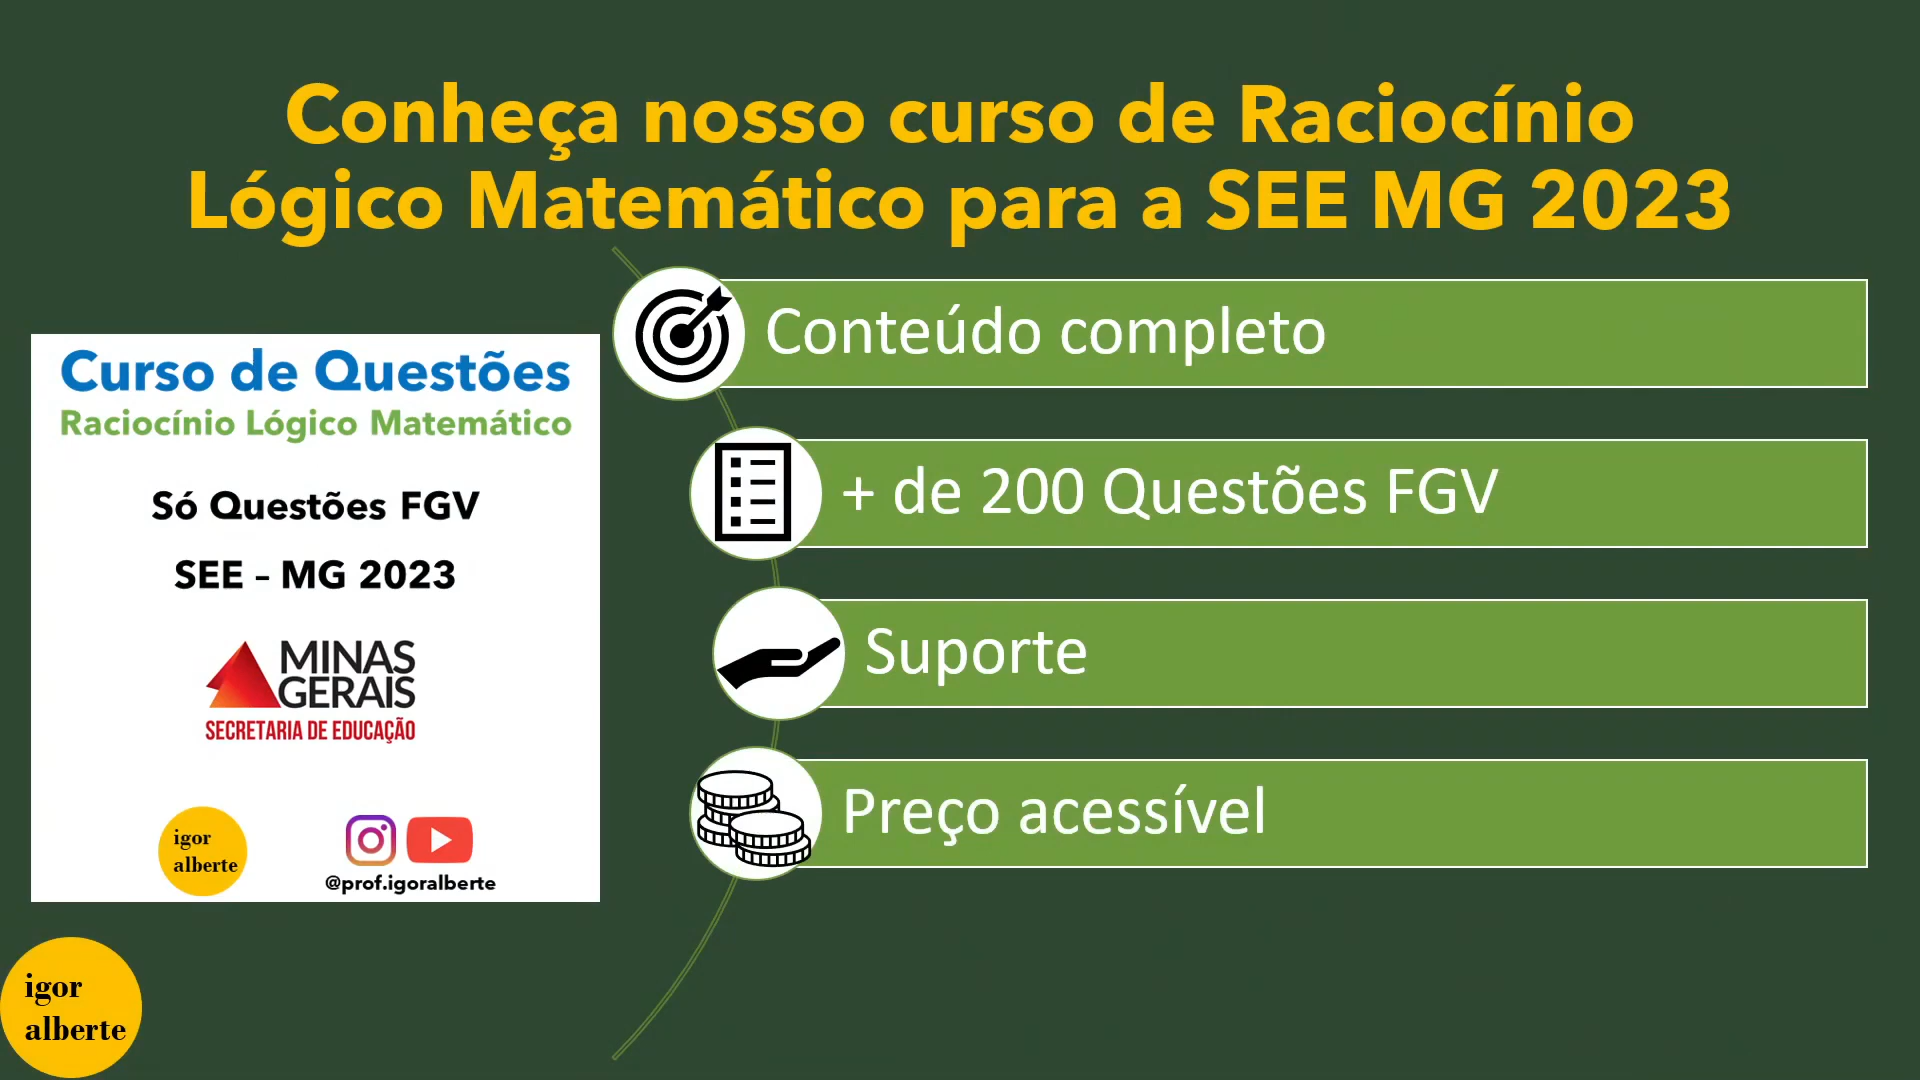 Conheça nosso curso de Raciocínio
Lógico Matemático para a SEE MG 2023
Curso de Questões
Raciocínio Lógico Matemático
Só Questões FGV
SEE – MG 2023
MINAS
GERAIS
SECRETARIA DE EDUCAÇÃO
igor
alberte
@prof.igoralberte
Conteúdo completo
+ de 200 Questões FGV
Suporte
Preço acessível
igor
alberte